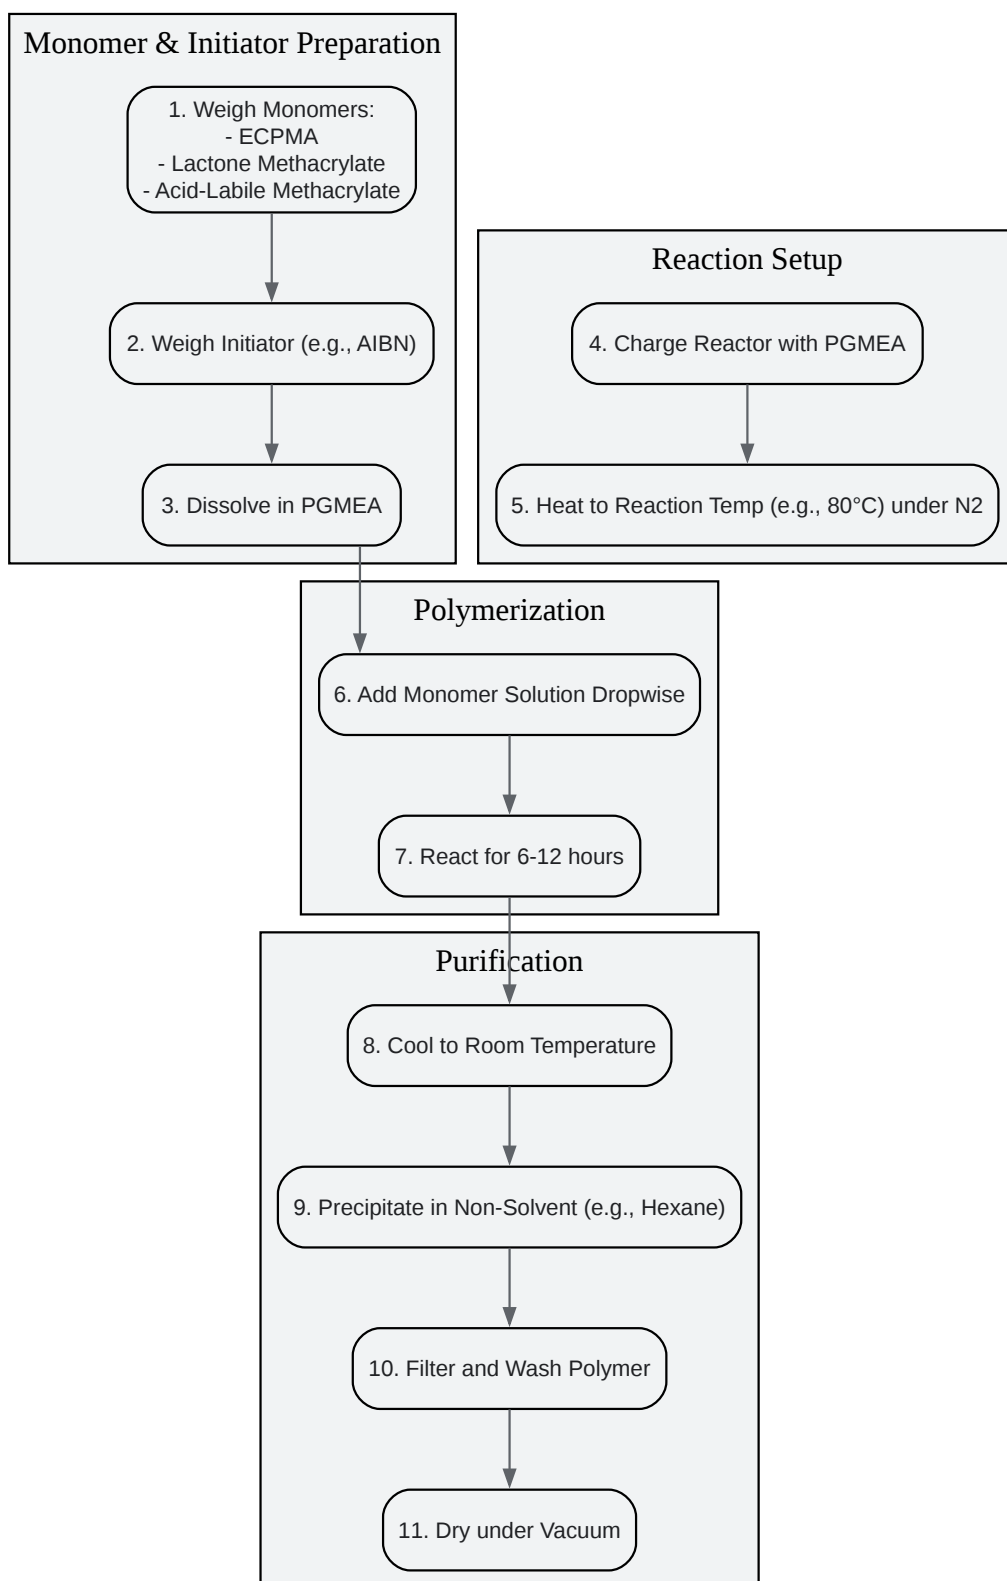 Monomer & Initiator Preparation
1. Weigh Monomers:
- ECPMA
- Lactone Methacrylate
- Acid-Labile Methacrylate
2. Weigh Initiator (e.g., AIBN)
3. Dissolve in PGMEA
Reaction Setup
4. Charge Reactor with PGMEA
5. Heat to Reaction Temp (e.g., 80°C) under N2
Polymerization
6. Add Monomer Solution Dropwise
7. React for 6-12 hours
Purification
8. Cool to Room Temperature
9. Precipitate in Non-Solvent (e.g., Hexane)
10. Filter and Wash Polymer
11. Dry under Vacuum